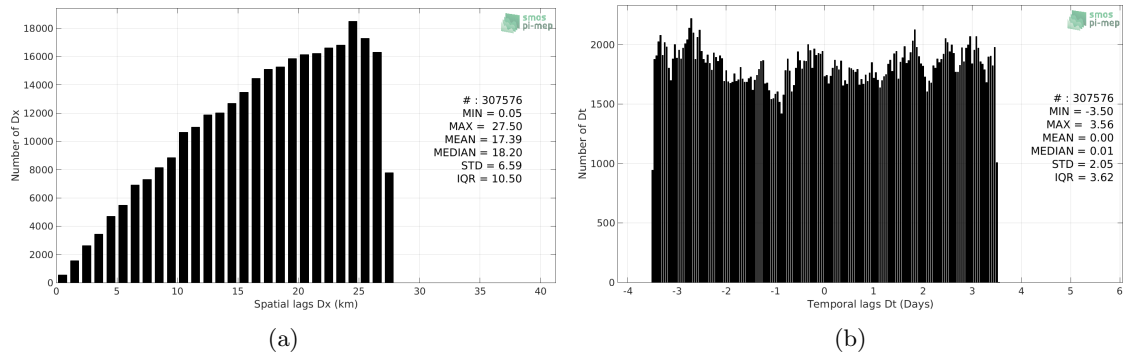 smos
pi-mep
18000
16000
14000
12000
10000
8000
6000
4000
2000
0
Number of Dx
# : 307576
MIN = 0.05
MAX = 27.50
MEAN = 17.39
MEDIAN = 18.20
STD = 6.59
IQR = 10.50
0 5 10 15 20 25 30 35 40
Spatial lags Dx (km)
(a)
smos
pi-mep
2000
1500
1000
500
0
Number of Dt
# : 307576
MIN = -3.50
MAX = 3.56
MEAN = 0.00
MEDIAN = 0.01
STD = 2.05
IQR = 3.62
-4 -3 -2 -1 0 1 2 3 4 5 6
Temporal lags Dt (Days)
(b)